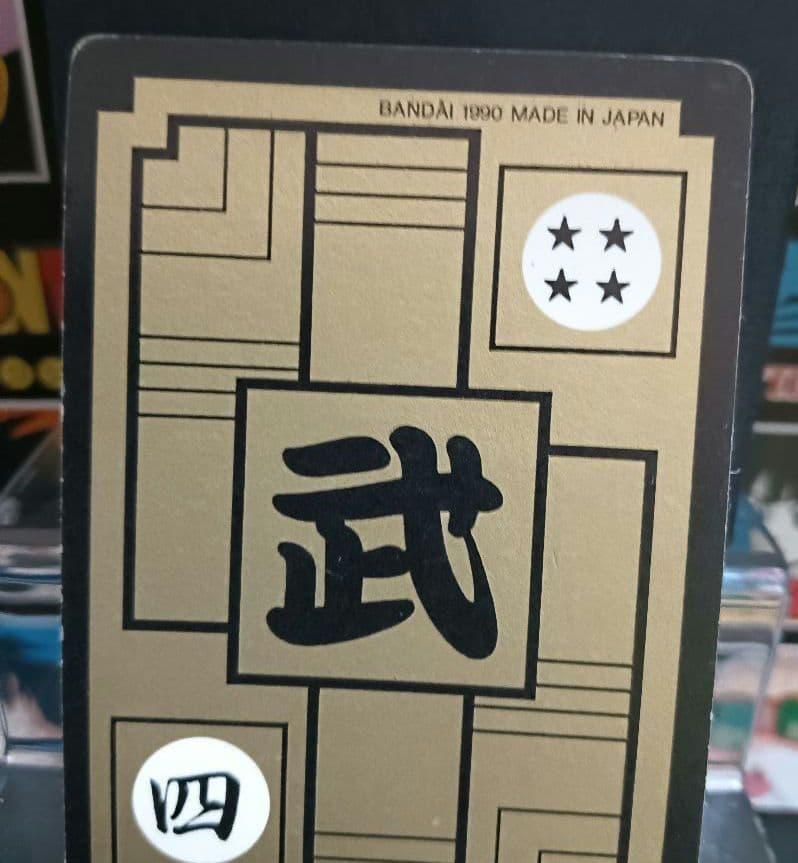 BANDAI 1990 MADE IN JAPAN
★★
★★
武
四